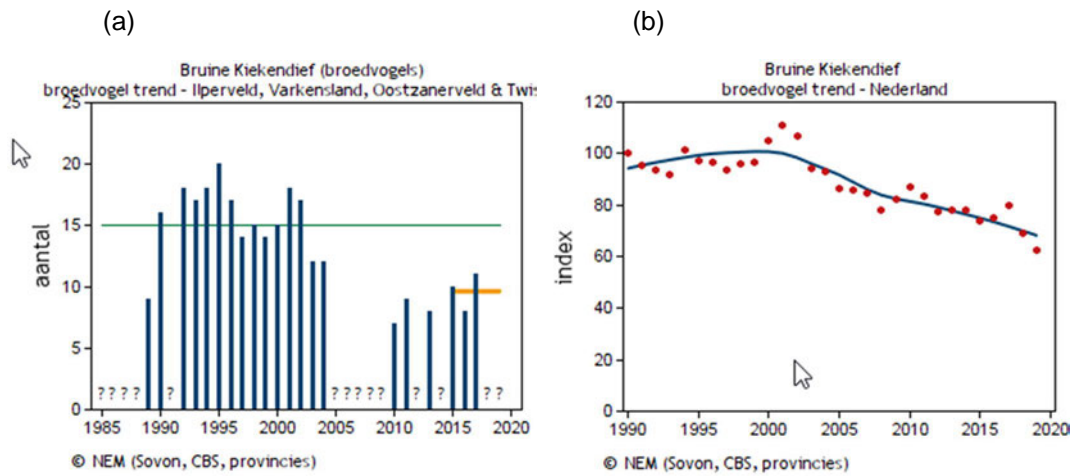 (a)
Bruine Kiekendief (broedvogels)
broedvogel trend - Ilperveld, Varkensland, Oostzanerveld & Twis
aantal
25
20
15
10
5
0
? ? ? ? ? ? ? ? ? ? ? ? ? ?
1985 1990 1995 2000 2005 2010 2015 2020
© NEM (Sovon, CBS, provincies)
(b)
Bruine Kiekendief
broedvogel trend - Nederland
index
120
100
80
60
40
20
0
1990 1995 2000 2005 2010 2015 2020
© NEM (Sovon, CBS, provincies)